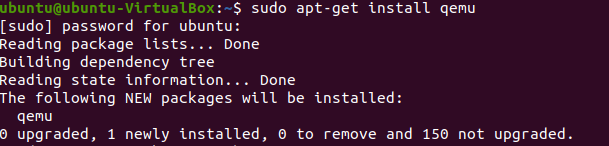 ubuntu@ubuntu-VirtualBox:~$ sudo apt-get install qemu
[sudo] password for ubuntu:
Reading package lists... Done
Building dependency tree
Reading state information... Done
The following NEW packages will be installed:
  qemu
0 upgraded, 1 newly installed, 0 to remove and 150 not upgraded.